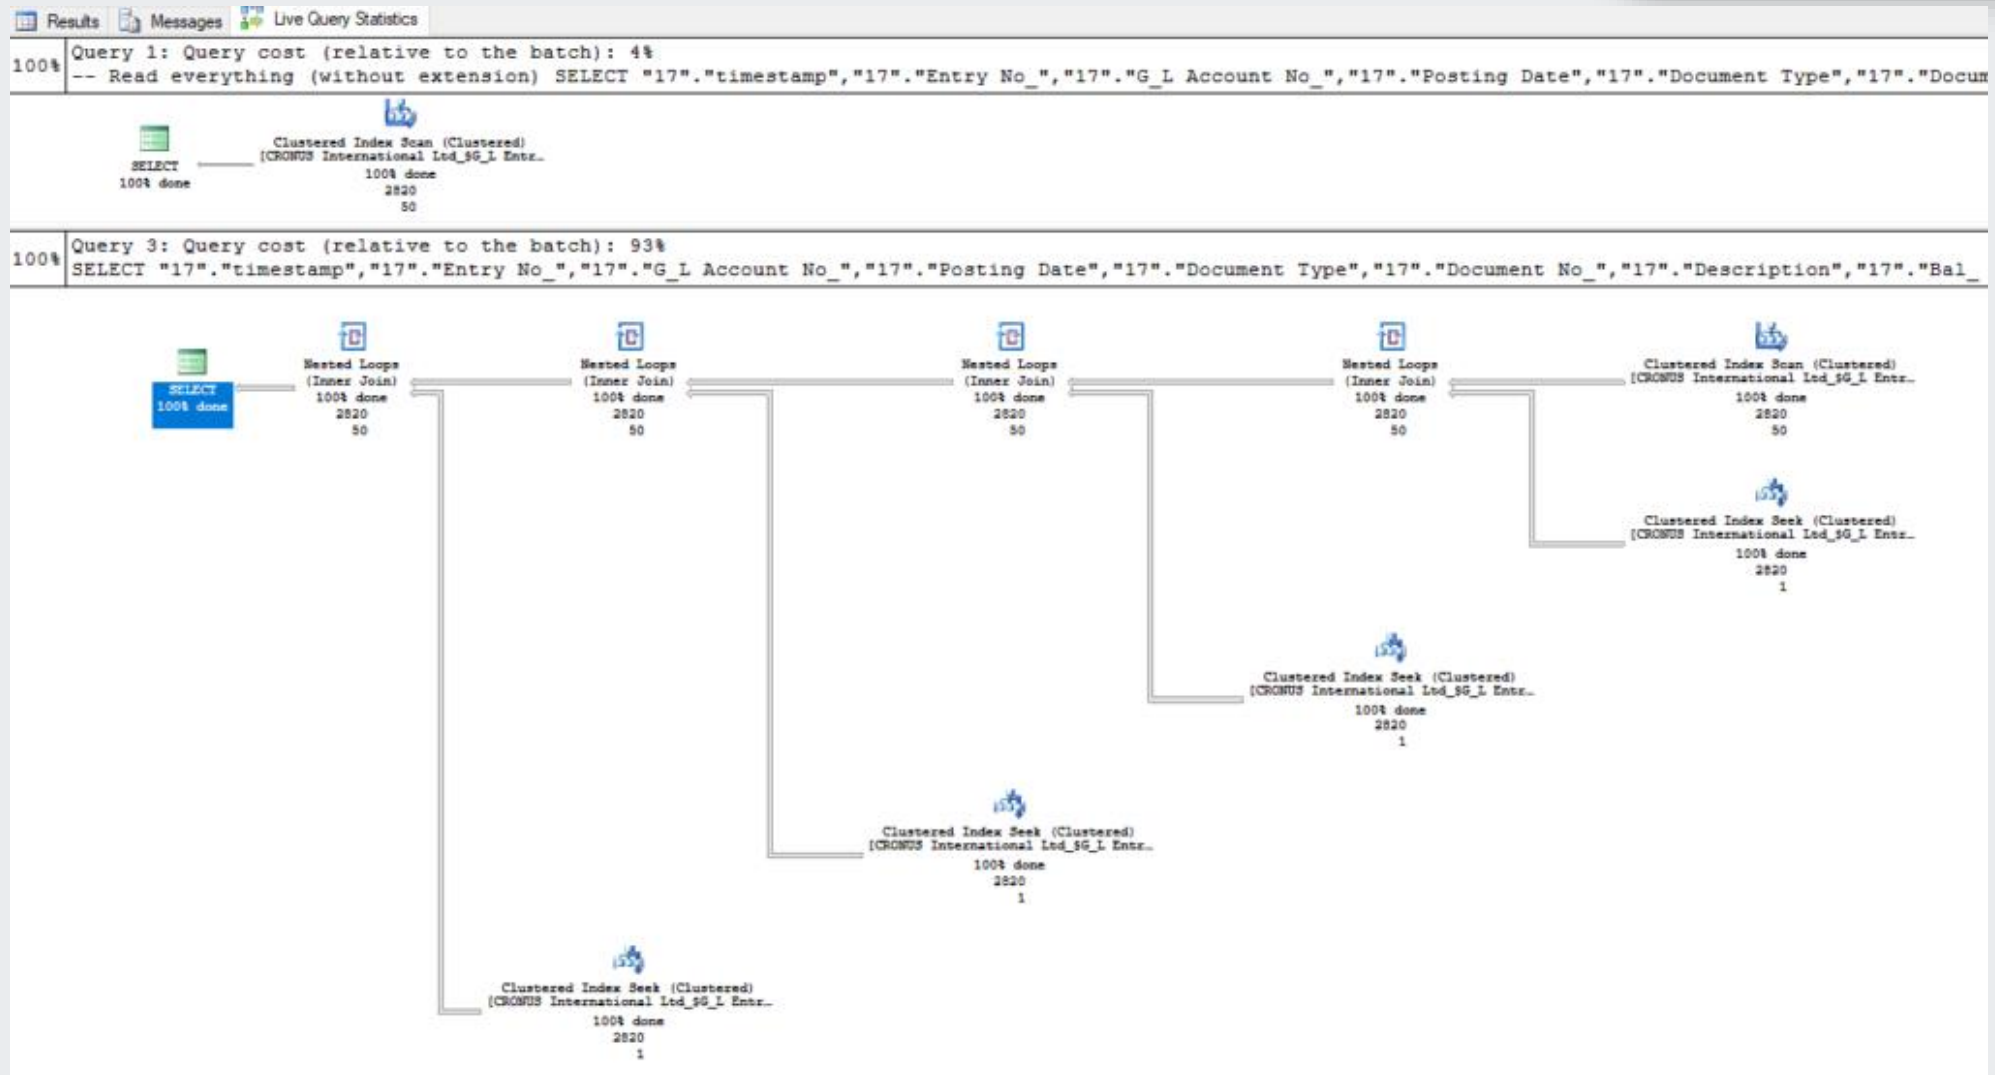 Results Messages Live Query Statistics
100% Query 1: Query cost (relative to the batch): 4%
-- Read everything (without extension) SELECT "17"."timestamp","17"."Entry No_","17"."G_L Account No_","17"."Posting Date","17"."Document Type","17"."Docum
SELECT
100% done
Clustered Index Scan (Clustered)
[CRONUS International Ltd_$G_L Entr…
100% done
2820
50
100% Query 3: Query cost (relative to the batch): 93%
SELECT "17"."timestamp","17"."Entry No_","17"."G_L Account No_","17"."Posting Date","17"."Document Type","17"."Document No_","17"."Description","17"."Bal_
SELECT
100% done
Nested Loops
(Inner Join)
100% done
2820
50
Nested Loops
(Inner Join)
100% done
2820
50
Nested Loops
(Inner Join)
100% done
2820
50
Nested Loops
(Inner Join)
100% done
2820
50
Clustered Index Scan (Clustered)
[CRONUS International Ltd_$G_L Entr…
100% done
2820
50
Clustered Index Seek (Clustered)
[CRONUS International Ltd_$G_L Entr…
100% done
2820
1
Clustered Index Seek (Clustered)
[CRONUS International Ltd_$G_L Entr…
100% done
2820
1
Clustered Index Seek (Clustered)
[CRONUS International Ltd_$G_L Entr…
100% done
2820
1
Clustered Index Seek (Clustered)
[CRONUS International Ltd_$G_L Entr…
100% done
2820
1